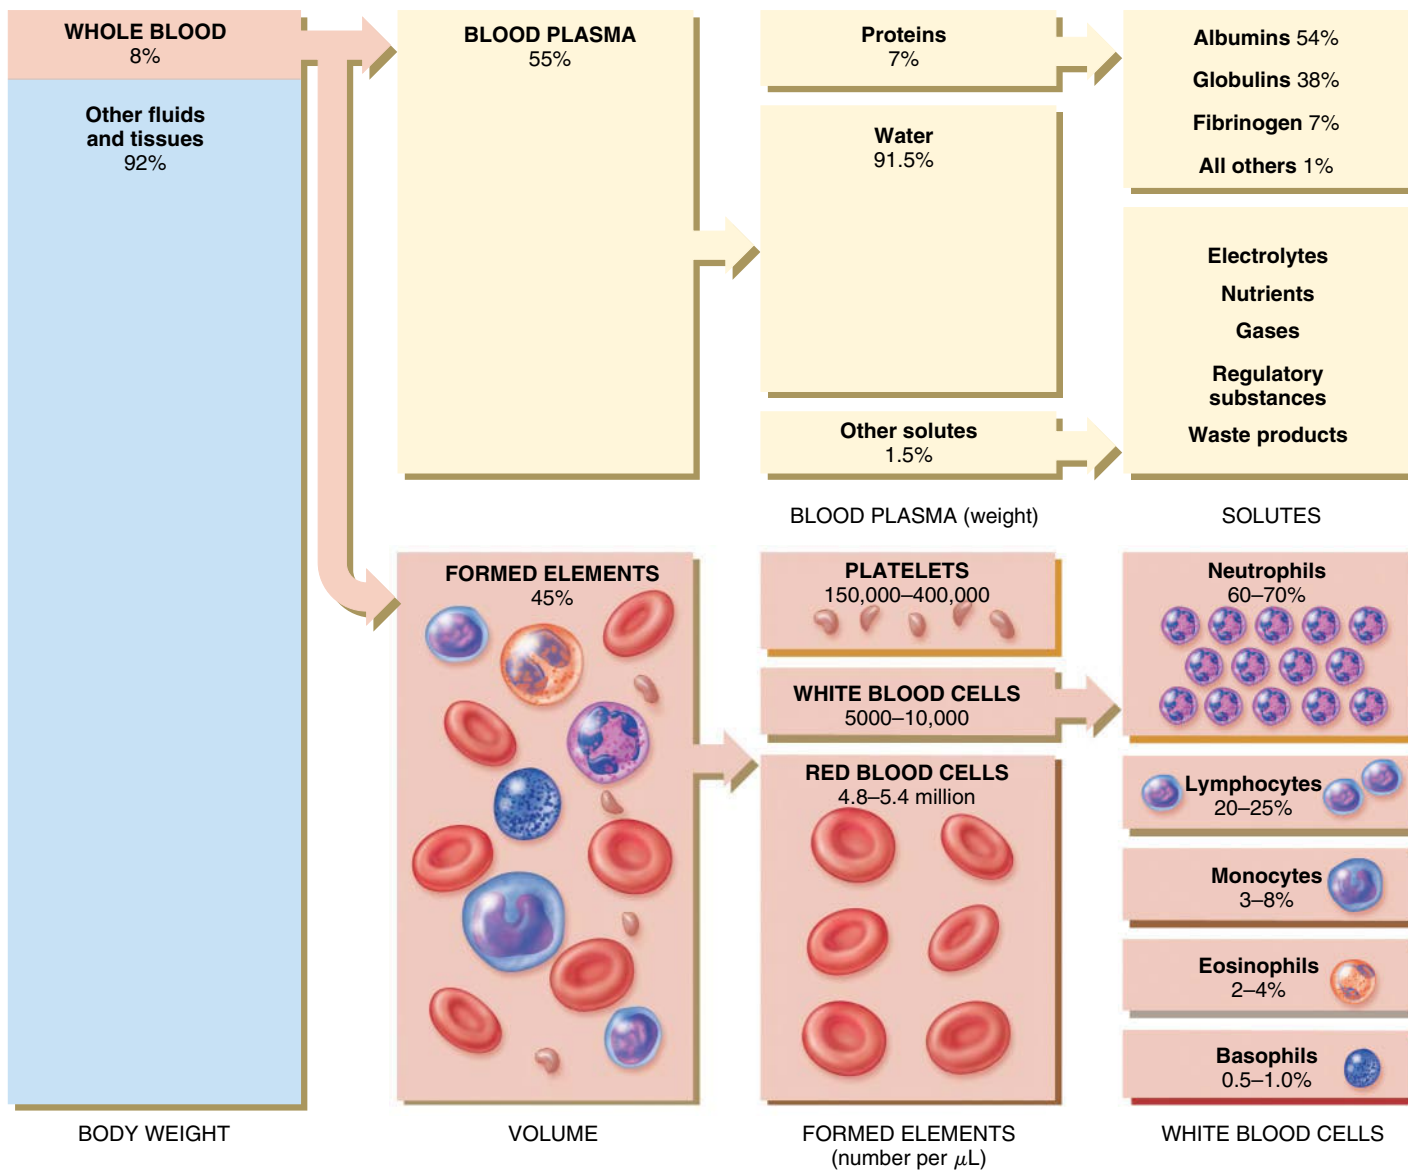 WHOLE BLOOD
8%
Other fluids
and tissues
92%
BODY WEIGHT
BLOOD PLASMA
55%
Proteins
7%
Water
91.5%
Other solutes
1.5%
BLOOD PLASMA (weight)
Albumins 54%
Globulins 38%
Fibrinogen 7%
All others 1%
Electrolytes
Nutrients
Gases
Regulatory
substances
Waste products
SOLUTES
FORMED ELEMENTS
45%
VOLUME
PLATELETS
150,000–400,000
WHITE BLOOD CELLS
5000–10,000
RED BLOOD CELLS
4.8–5.4 million
FORMED ELEMENTS
(number per μL)
Neutrophils
60–70%
Lymphocytes
20–25%
Monocytes
3–8%
Eosinophils
2–4%
Basophils
0.5–1.0%
WHITE BLOOD CELLS